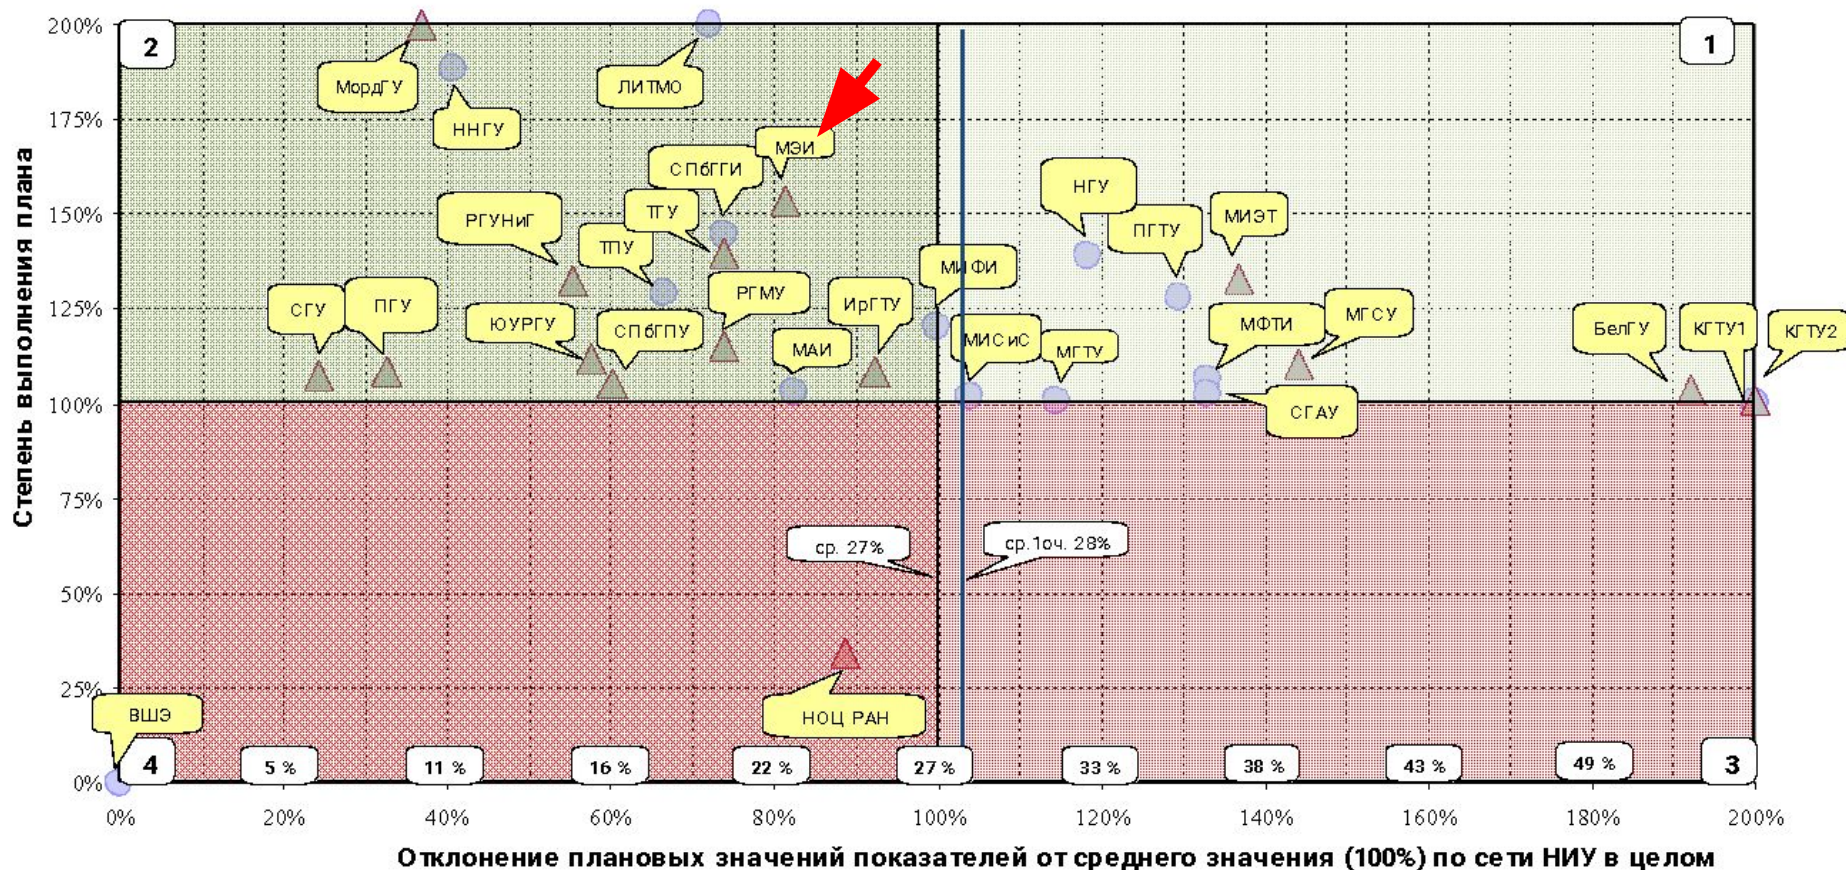 200%
2
1
МордГУ
ЛИТМО
ННГУ
175%
МЭИ
СПбГГИ
НГУ
150%
РГУНиГ
ТГУ
ТПУ
ПГТУ
МИЭТ
МИФИ
125%
СГУ
ПГУ
ЮУРГУ
СПбГПУ
РГМУ
ИрГТУ
МАИ
МИСиС
МГТУ
МФТИ
МГСУ
БелГУ
КГТУ1
КГТУ2
100%
СГАУ
75%
ср. 27%
ср.1оч. 28%
50%
25%
ВШЭ
НОЦ РАН
0%
4
5 %
11 %
16 %
22 %
27 %
33 %
38 %
43 %
49 %
3
0%
20%
40%
60%
80%
100%
120%
140%
160%
180%
200%
Степень выполнения плана
Отклонение плановых значений показателей от среднего значения (100%) по сети НИУ в целом